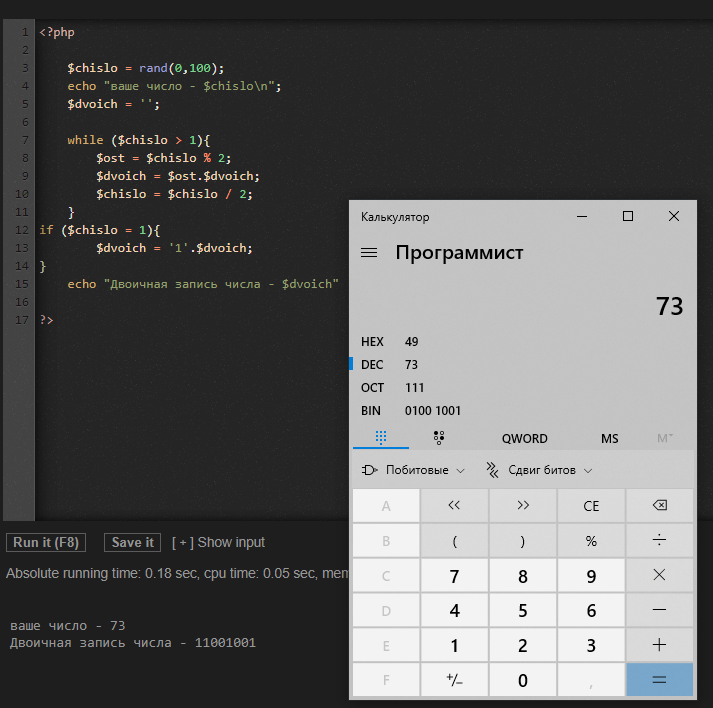 1 <?php
2
3 $chislo = rand(0,100);
4 echo "ваше число - $chislo\n";
5 $dvoich = '';
6
7 while ($chislo > 1){
8 $ost = $chislo % 2;
9 $dvoich = $ost.$dvoich;
10 $chislo = $chislo / 2;
11 }
12 if ($chislo = 1){
13 $dvoich = '1'.$dvoich;
14 }
15 echo "Двоичная запись числа - $dvoich"
16
17 ?>
Run it (F8) Save it [ + ] Show input
Absolute running time: 0.18 sec, cpu time: 0.05 sec, mem
ваше число - 73
Двоичная запись числа - 11001001
Калькулятор
Программист
73
HEX 49
DEC 73
OCT 111
BIN 0100 1001
QWORD MS M˅
Побитовые Сдвиг битов
A << >> CE
B ( ) % ÷
C 7 8 9 ×
D 4 5 6 −
E 1 2 3 +
F +/− 0 , =